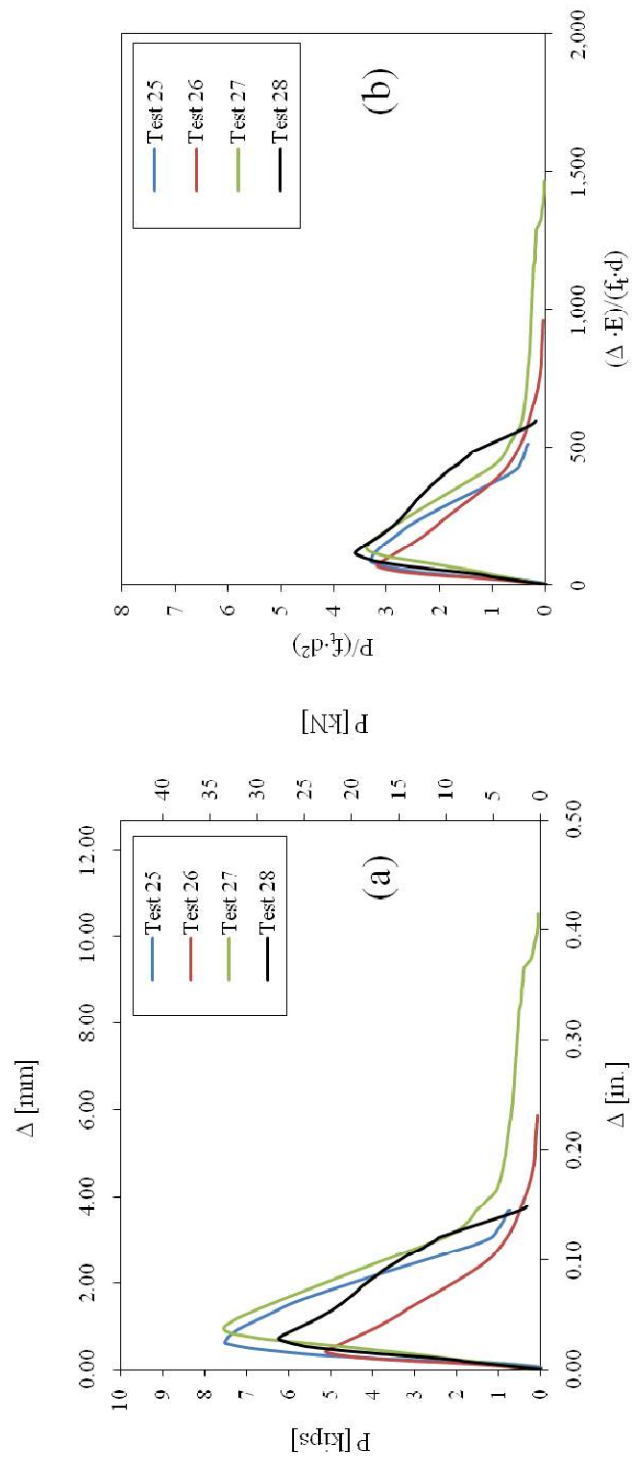 Δ [mm]
0.00 2.00 4.00 6.00 8.00 10.00 12.00
10
9
8
7
6
5
4
3
2
1
0
P [kips]
40
35
30
25
20
15
10
5
0
P [kN]
Test 25
Test 26
Test 27
Test 28
(a)
0.00 0.10 0.20 0.30 0.40 0.50
Δ [in.]
8
7
6
5
4
3
2
1
0
P/(fₜ·d²)
Test 25
Test 26
Test 27
Test 28
(b)
0 500 1,000 1,500 2,000
(Δ·E)/(fₜ·d)